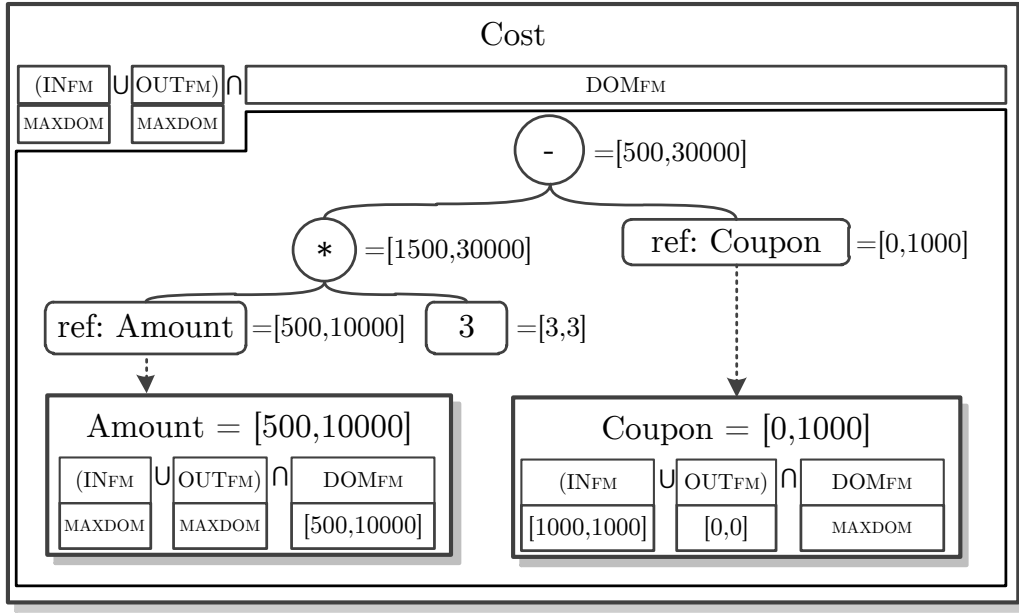 Cost
(INFM ∪ OUTFM) ∩ DOMFM
MAXDOM MAXDOM
- =[500,30000]
* =[1500,30000]
ref: Coupon =[0,1000]
ref: Amount =[500,10000] 3 =[3,3]
Amount = [500,10000]
(INFM ∪ OUTFM) ∩ DOMFM
MAXDOM MAXDOM [500,10000]
Coupon = [0,1000]
(INFM ∪ OUTFM) ∩ DOMFM
[1000,1000] [0,0] MAXDOM